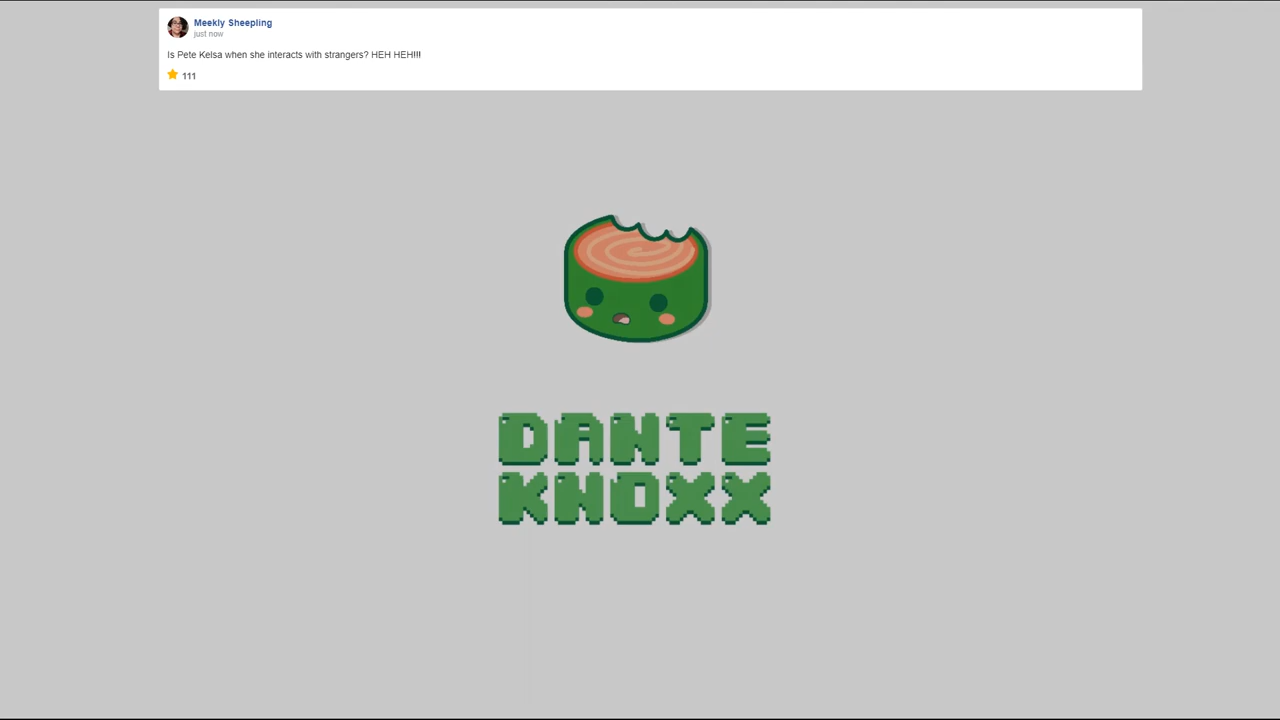 Meekly Sheepling
just now
Is Pete Kelsa when she interacts with strangers? HEH HEH!!!
111
DANTE
KNOXX